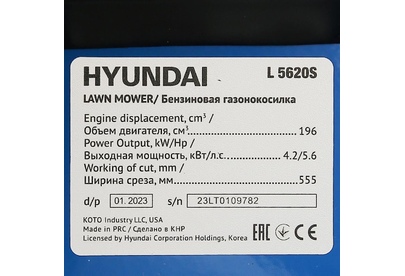 HYUNDAI L 5620S
LAWN MOWER/ Бензиновая газонокосилка
Engine displacement, cm³ /
Объем двигателя, см³ 196
Power Output, kW/Hp /
Выходная мощность, кВт/л.с. 4.2/5.6
Working of cut, mm /
Ширина среза, мм 555
d/p 01. 2023 s/n 23LT0109782
KOTO Industry LLC, USA
Made in PRC / Сделано в КНР
Licensed by Hyundai Corporation Holdings, Korea
EAC CE